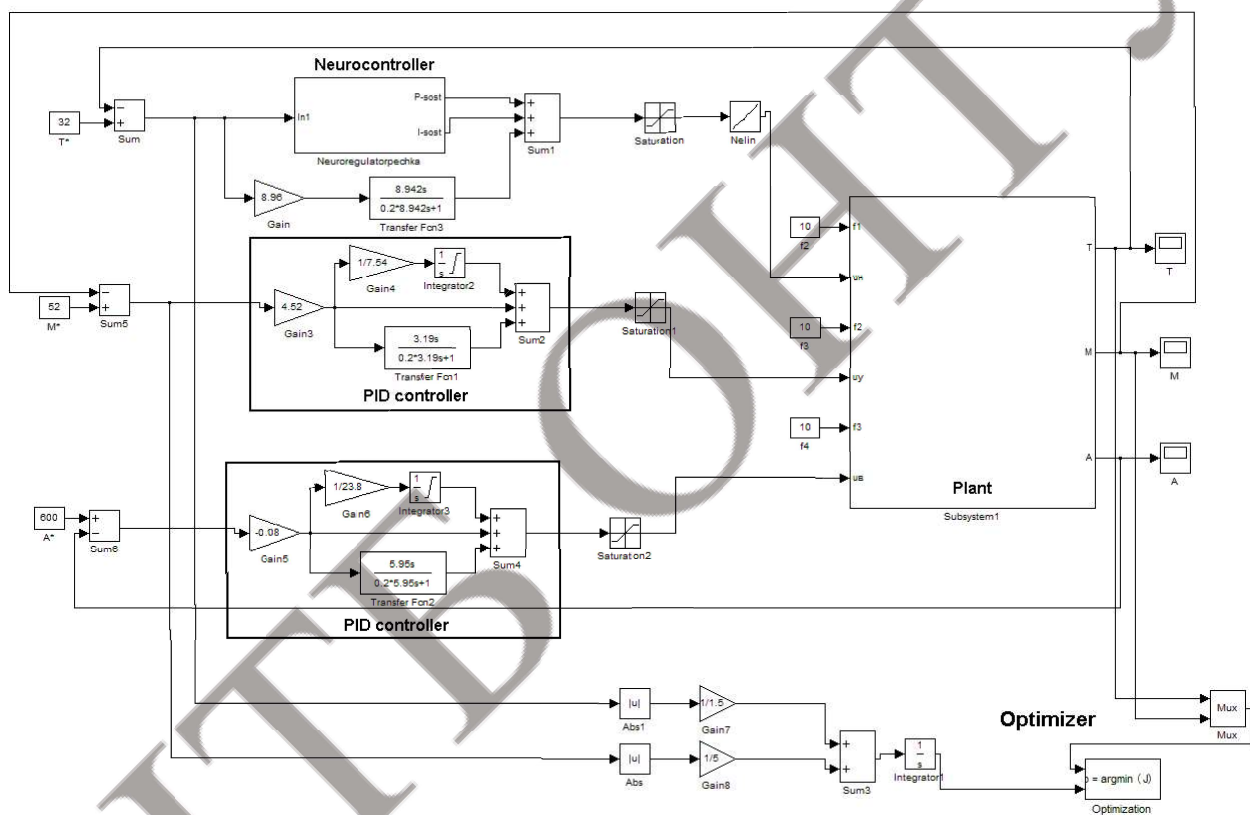 Neurocontroller
P-sost
In1
I-sost
32
T*
Sum
Neuroregulatorpechka
+
+
+
Sum1
Saturation
Nelin
8.96
Gain
8.942s
0.2*8.942s+1
Transfer Fcn3
10
f2
f1
T
T
1/7.54
Gain4
1
s
Integrator2
52
M*
Sum5
4.52
Gain3
+
+
+
Sum2
Saturation1
uн
10
f3
f2
3.19s
0.2*3.19s+1
Transfer Fcn1
PID controller
M
M
uy
10
f4
f3
A
A
uв
Plant
Subsystem1
1/23.8
Gain6
1
s
Integrator3
600
A*
Sum6
-0.08
Gain5
+
+
+
Sum4
Saturation2
5.95s
0.2*5.95s+1
Transfer Fcn2
PID controller
|u|
Abs1
1/1.5
Gain7
Optimizer
Mux
Mux
|u|
Abs
1/5
Gain8
+
+
Sum3
1
s
Integrator1
= argmin (J)
Optimization